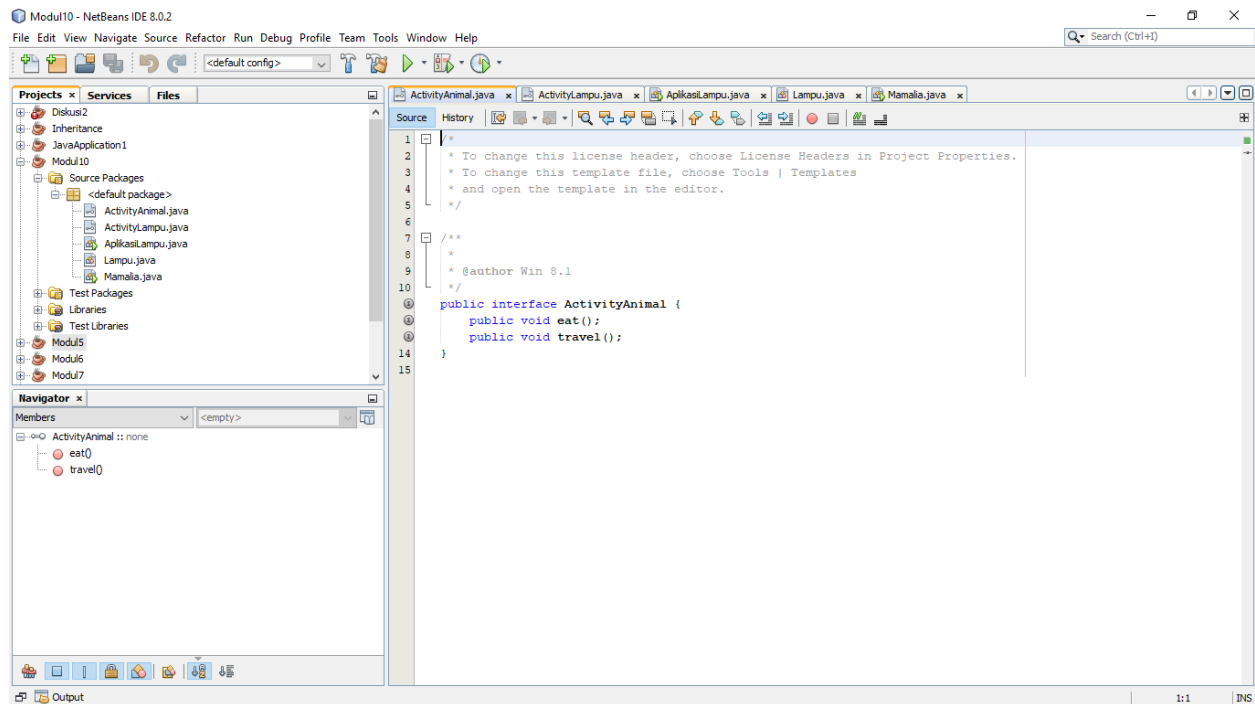 Modul10 - NetBeans IDE 8.0.2
File Edit View Navigate Source Refactor Run Debug Profile Team Tools Window Help
Search (Ctrl+I)
<default config>
Projects Services Files
Diskusi2
Inheritance
JavaApplication1
Modul10
Source Packages
<default package>
ActivityAnimal.java
ActivityLampu.java
AplikasiLampu.java
Lampu.java
Mamalia.java
Test Packages
Libraries
Test Libraries
Modul5
Modul6
Modul7
Navigator
Members <empty>
ActivityAnimal :: none
eat()
travel()
ActivityAnimal.java ActivityLampu.java AplikasiLampu.java Lampu.java Mamalia.java
Source History
1 /*
2 * To change this license header, choose License Headers in Project Properties.
3 * To change this template file, choose Tools | Templates
4 * and open the template in the editor.
5 */
6
7 /**
8 *
9 * @author Win 8.1
10 */
public interface ActivityAnimal {
public void eat();
public void travel();
14 }
15
Output
1:1 INS